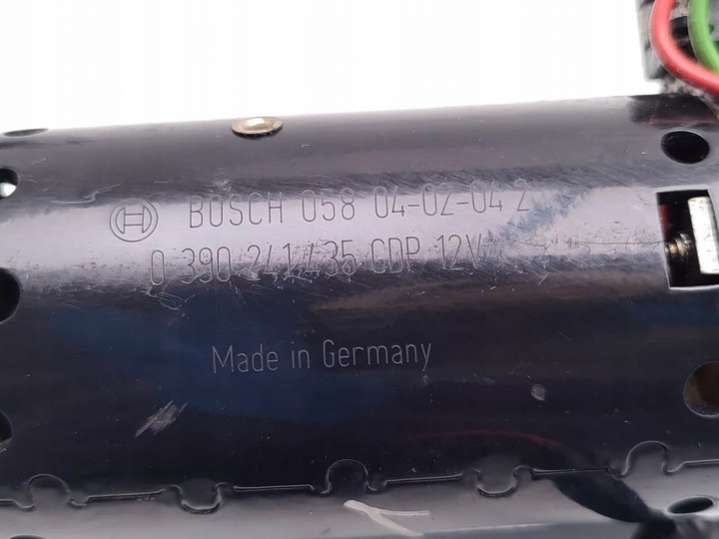 BOSCH 058 04-02-04 2
0 390 241 435 CDP 12V
Made in Germany